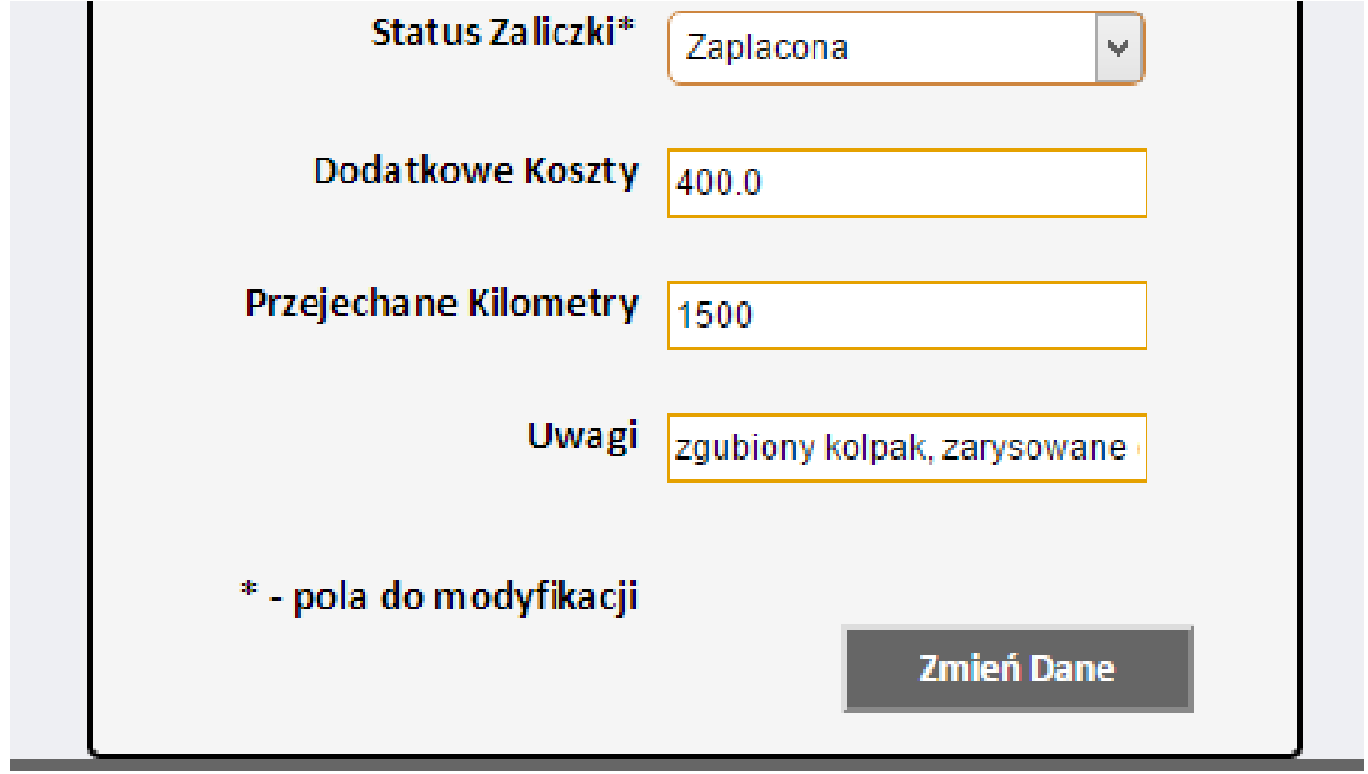 Status Zaliczki*
Zaplacona
Dodatkowe Koszty
400.0
Przejechane Kilometry
1500
Uwagi
zgubiony kolpak, zarysowane
* - pola do modyfikacji
Zmień Dane